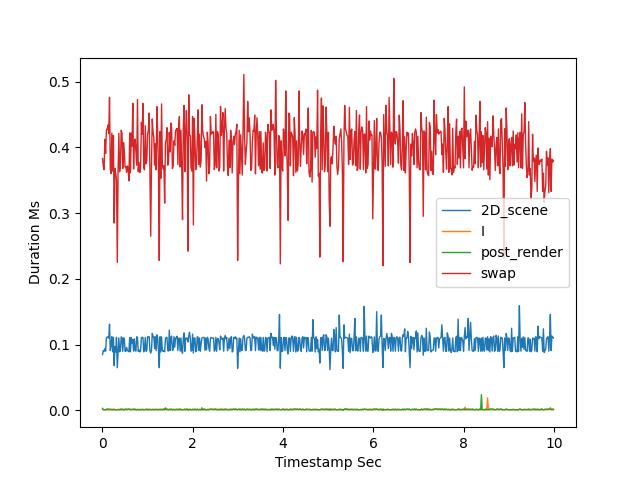 0.5
0.4
0.3
0.2
0.1
0.0
Duration Ms
2D_scene
I
post_render
swap
0 2 4 6 8 10
Timestamp Sec